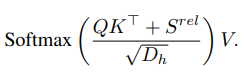 Softmax ( (QK^⊤ + S^{rel}) / √D_h ) V.